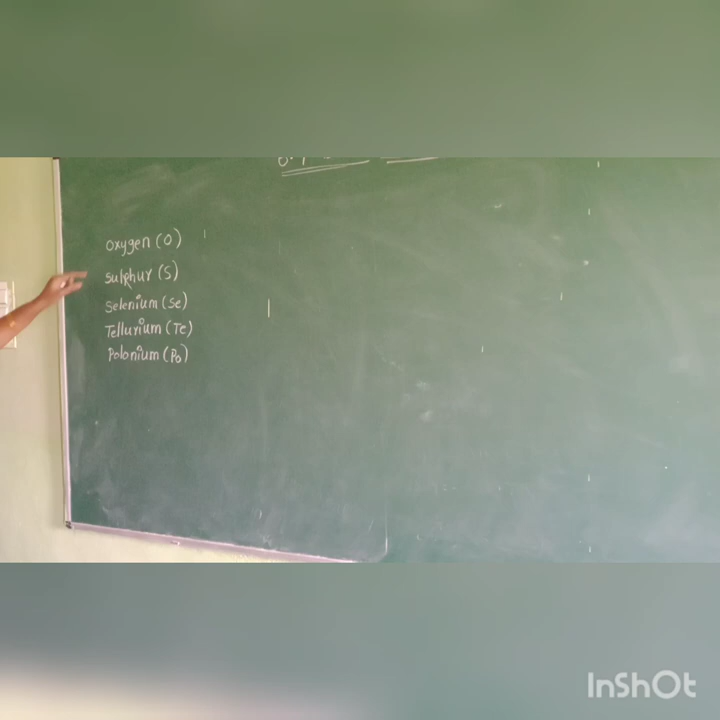 Oxygen (O)
Sulphur (S)
Selenium (Se)
Tellurium (Te)
Polonium (Po)
InShOt